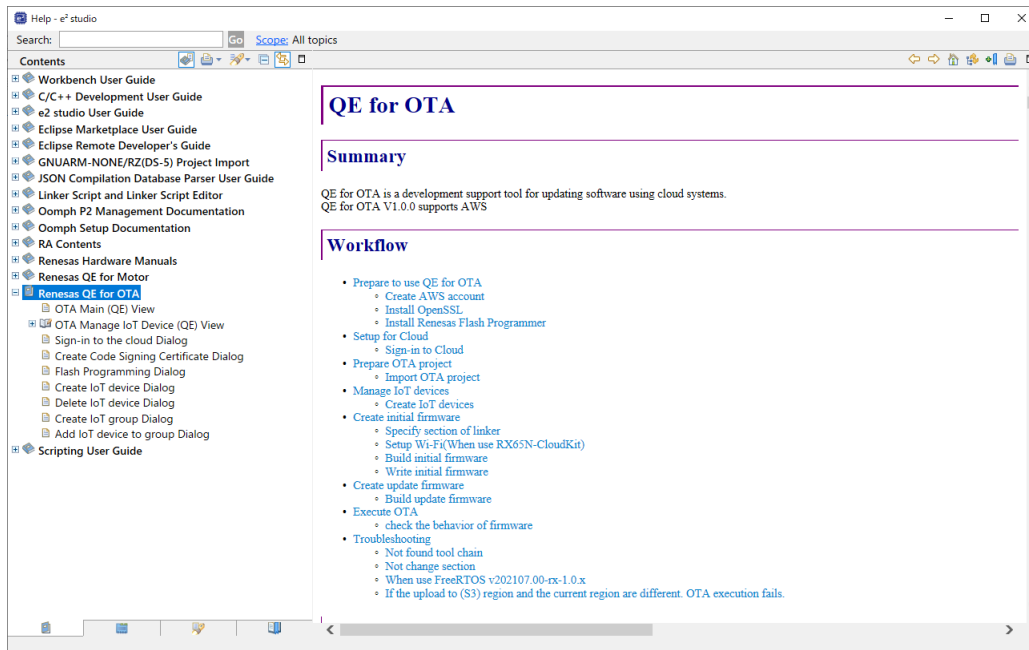 Help - e² studio
Search:
Go
Scope: All topics
Contents
Workbench User Guide
C/C++ Development User Guide
e2 studio User Guide
Eclipse Marketplace User Guide
Eclipse Remote Developer's Guide
GNUARM-NONE/RZ(DS-5) Project Import
JSON Compilation Database Parser User Guide
Linker Script and Linker Script Editor
Oomph P2 Management Documentation
Oomph Setup Documentation
RA Contents
Renesas Hardware Manuals
Renesas QE for Motor
Renesas QE for OTA
OTA Main (QE) View
OTA Manage IoT Device (QE) View
Sign-in to the cloud Dialog
Create Code Signing Certificate Dialog
Flash Programming Dialog
Create IoT device Dialog
Delete IoT device Dialog
Create IoT group Dialog
Add IoT device to group Dialog
Scripting User Guide
QE for OTA
Summary
QE for OTA is a development support tool for updating software using cloud systems.
QE for OTA V1.0.0 supports AWS
Workflow
• Prepare to use QE for OTA
◦ Create AWS account
◦ Install OpenSSL
◦ Install Renesas Flash Programmer
• Setup for Cloud
◦ Sign-in to Cloud
• Prepare OTA project
◦ Import OTA project
• Manage IoT devices
◦ Create IoT devices
• Create initial firmware
◦ Specify section of linker
◦ Setup Wi-Fi(When use RX65N-CloudKit)
◦ Build initial firmware
◦ Write initial firmware
• Create update firmware
◦ Build update firmware
• Execute OTA
◦ check the behavior of firmware
• Troubleshooting
◦ Not found tool chain
◦ Not change section
◦ When use FreeRTOS v202107.00-rx-1.0.x
◦ If the upload to (S3) region and the current region are different. OTA execution fails.